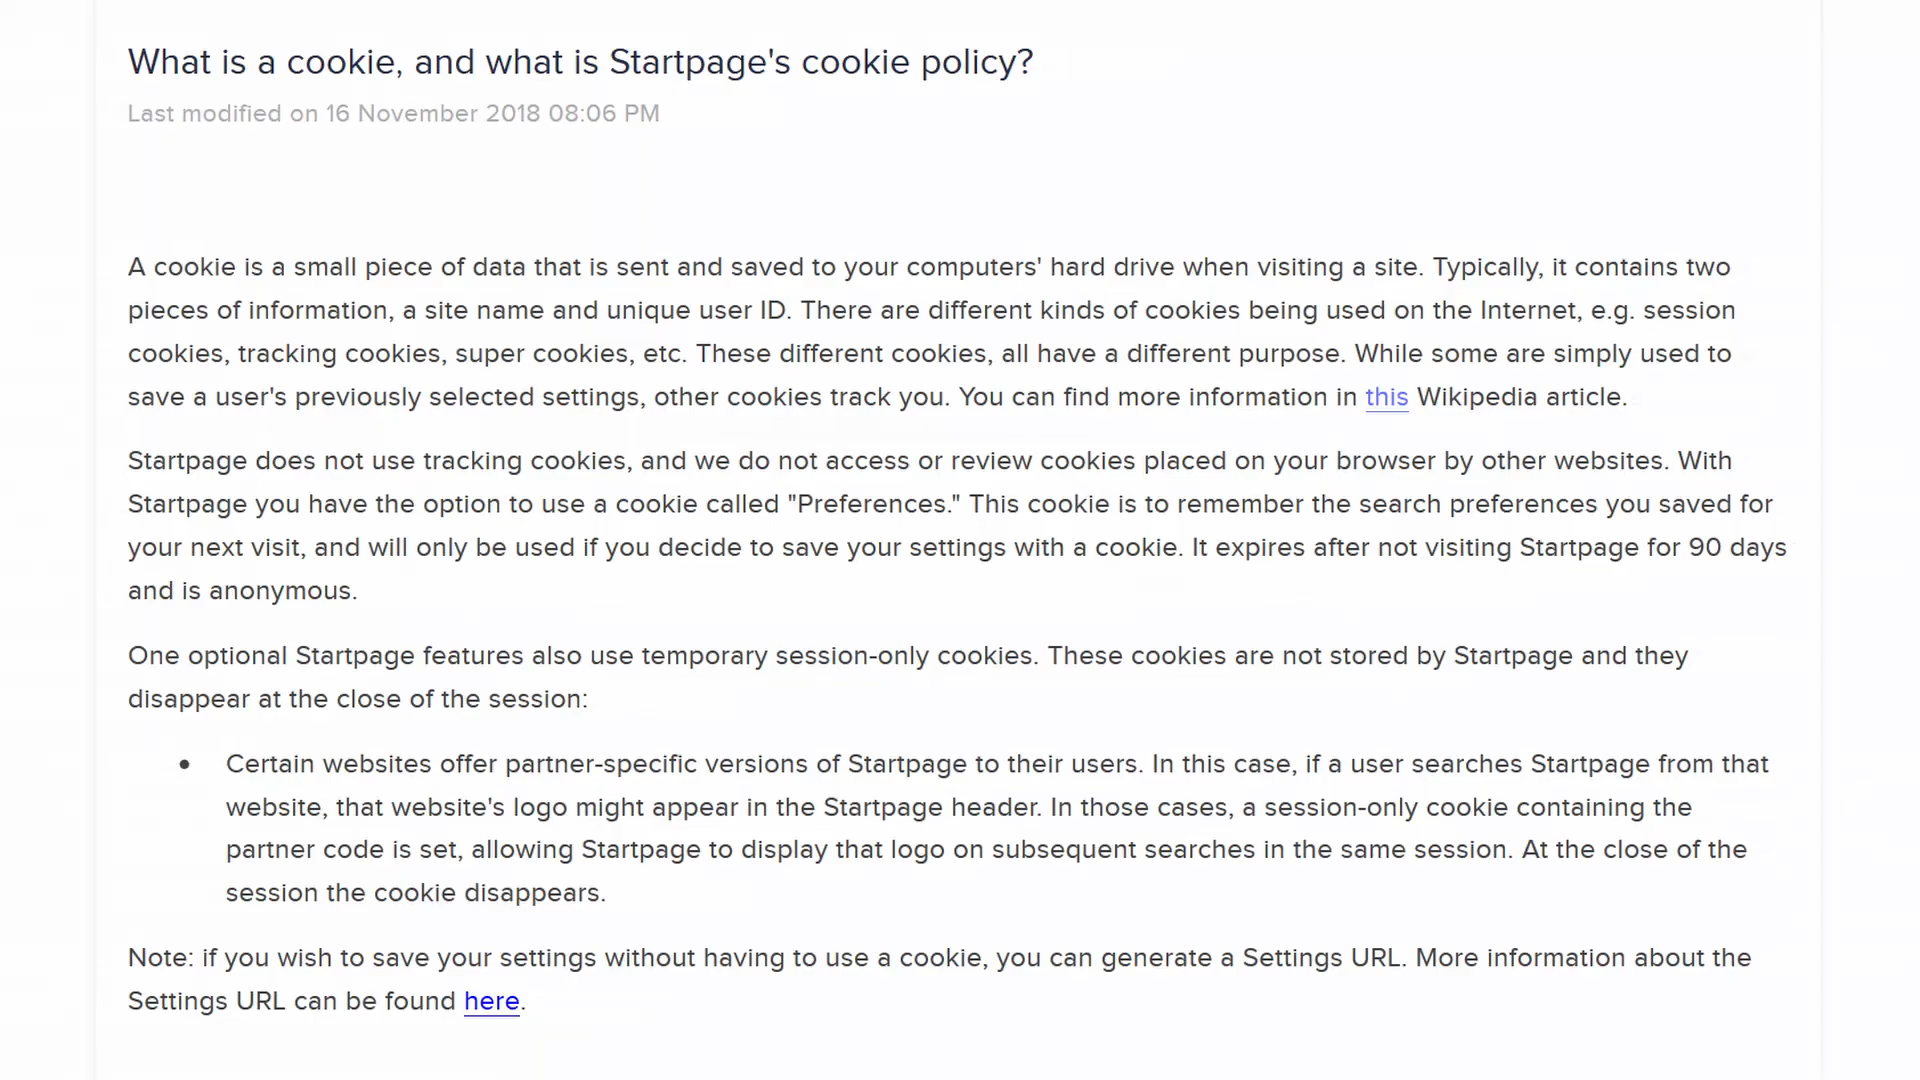 What is a cookie, and what is Startpage's cookie policy?
Last modified on 16 November 2018 08:06 PM
A cookie is a small piece of data that is sent and saved to your computers' hard drive when visiting a site. Typically, it contains two
pieces of information, a site name and unique user ID. There are different kinds of cookies being used on the Internet, e.g. session
cookies, tracking cookies, super cookies, etc. These different cookies, all have a different purpose. While some are simply used to
save a user's previously selected settings, other cookies track you. You can find more information in this Wikipedia article.
Startpage does not use tracking cookies, and we do not access or review cookies placed on your browser by other websites. With
Startpage you have the option to use a cookie called "Preferences." This cookie is to remember the search preferences you saved for
your next visit, and will only be used if you decide to save your settings with a cookie. It expires after not visiting Startpage for 90 days
and is anonymous.
One optional Startpage features also use temporary session-only cookies. These cookies are not stored by Startpage and they
disappear at the close of the session:
• Certain websites offer partner-specific versions of Startpage to their users. In this case, if a user searches Startpage from that
website, that website's logo might appear in the Startpage header. In those cases, a session-only cookie containing the
partner code is set, allowing Startpage to display that logo on subsequent searches in the same session. At the close of the
session the cookie disappears.
Note: if you wish to save your settings without having to use a cookie, you can generate a Settings URL. More information about the
Settings URL can be found here.